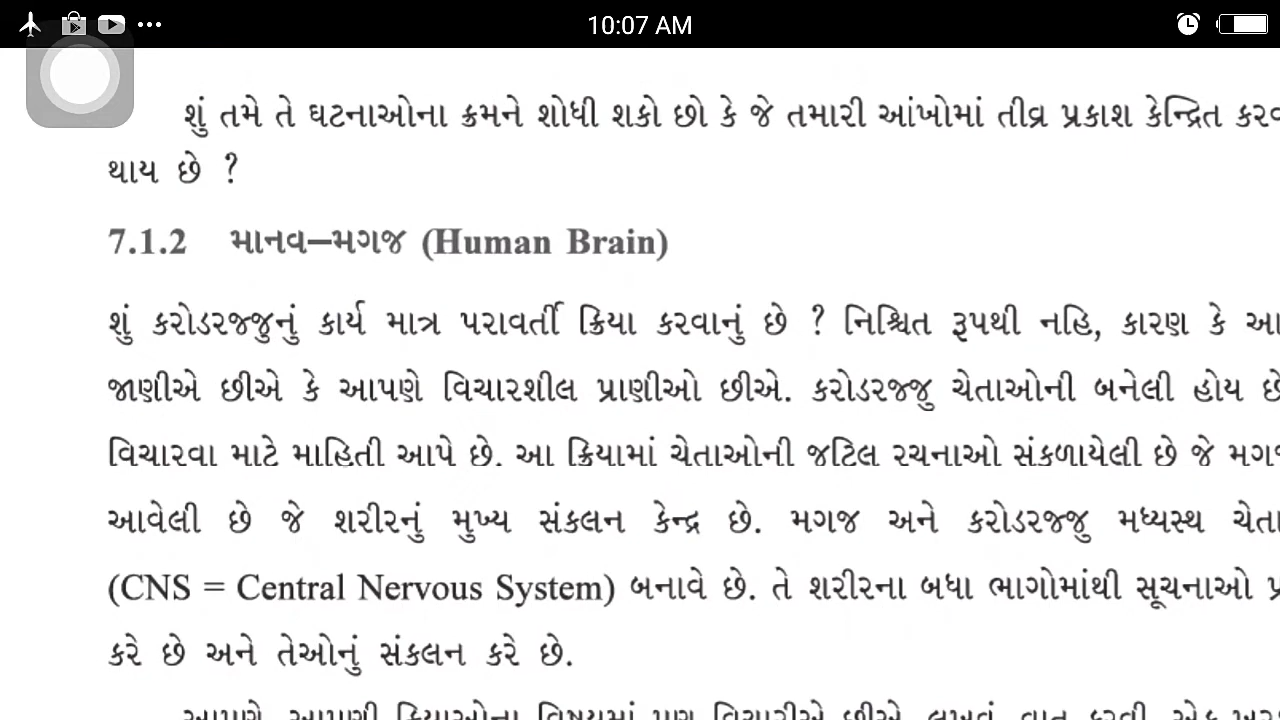 10:07 AM
શું તમે તે ઘટનાઓના ક્રમને શોધી શકો છો કે જે તમારી આંખોમાં તીવ્ર પ્રકાશ કેન્દ્રિત
થાય છે ?
7.1.2 માનવ–મગજ (Human Brain)
શું કરોડરજ્જુનું કાર્ય માત્ર પરાવર્તી ક્રિયા કરવાનું છે ? નિશ્ચિત રૂપથી નહિ, કારણ કે
જાણીએ છીએ કે આપણે વિચારશીલ પ્રાણીઓ છીએ. કરોડરજ્જુ ચેતાઓની બનેલી હોય
વિચારવા માટે માહિતી આપે છે. આ ક્રિયામાં ચેતાઓની જટિલ રચનાઓ સંકળાયેલી છે જે
આવેલી છે જે શરીરનું મુખ્ય સંકલન કેન્દ્ર છે. મગજ અને કરોડરજ્જુ મધ્યસ્થ
(CNS = Central Nervous System) બનાવે છે. તે શરીરના બધા ભાગોમાંથી સૂચનાઓ
કરે છે અને તેઓનું સંકલન કરે છે.